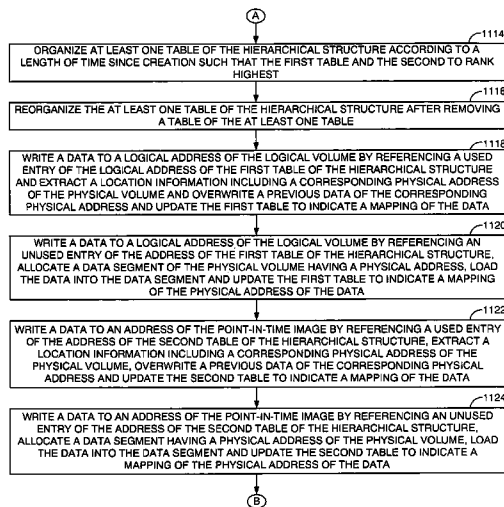 A
1114
ORGANIZE AT LEAST ONE TABLE OF THE HIERARCHICAL STRUCTURE ACCORDING TO A
LENGTH OF TIME SINCE CREATION SUCH THAT THE FIRST TABLE AND THE SECOND TO RANK
HIGHEST
1116
REORGANIZE THE AT LEAST ONE TABLE OF THE HIERARCHICAL STRUCTURE AFTER REMOVING
A TABLE OF THE AT LEAST ONE TABLE
1118
WRITE A DATA TO A LOGICAL ADDRESS OF THE LOGICAL VOLUME BY REFERENCING A USED
ENTRY OF THE LOGICAL ADDRESS OF THE FIRST TABLE OF THE HIERARCHICAL STRUCTURE
AND EXTRACT A LOCATION INFORMATION INCLUDING A CORRESPONDING PHYSICAL ADDRESS
OF THE PHYSICAL VOLUME AND OVERWRITE A PREVIOUS DATA OF THE CORRESPONDING
PHYSICAL ADDRESS AND UPDATE THE FIRST TABLE TO INDICATE A MAPPING OF THE DATA
1120
WRITE A DATA TO A LOGICAL ADDRESS OF THE LOGICAL VOLUME BY REFERENCING AN
UNUSED ENTRY OF THE ADDRESS OF THE FIRST TABLE OF THE HIERARCHICAL STRUCTURE,
ALLOCATE A DATA SEGMENT OF THE PHYSICAL VOLUME HAVING A PHYSICAL ADDRESS, LOAD
THE DATA INTO THE DATA SEGMENT AND UPDATE THE FIRST TABLE TO INDICATE A MAPPING
OF THE PHYSICAL ADDRESS OF THE DATA
1122
WRITE A DATA TO AN ADDRESS OF THE POINT-IN-TIME IMAGE BY REFERENCING A USED ENTRY
OF THE ADDRESS OF THE SECOND TABLE OF THE HIERARCHICAL STRUCTURE, EXTRACT A
LOCATION INFORMATION INCLUDING A CORRESPONDING PHYSICAL ADDRESS OF THE
PHYSICAL VOLUME, OVERWRITE A PREVIOUS DATA OF THE CORRESPONDING PHYSICAL
ADDRESS AND UPDATE THE SECOND TABLE TO INDICATE A MAPPING OF THE DATA
1124
WRITE A DATA TO AN ADDRESS OF THE POINT-IN-TIME IMAGE BY REFERENCING AN UNUSED
ENTRY OF THE ADDRESS OF THE SECOND TABLE OF THE HIERARCHICAL STRUCTURE,
ALLOCATE A DATA SEGMENT HAVING A PHYSICAL ADDRESS OF THE PHYSICAL VOLUME, LOAD
THE DATA INTO THE DATA SEGMENT AND UPDATE THE SECOND TABLE TO INDICATE A
MAPPING OF THE PHYSICAL ADDRESS OF THE DATA
B